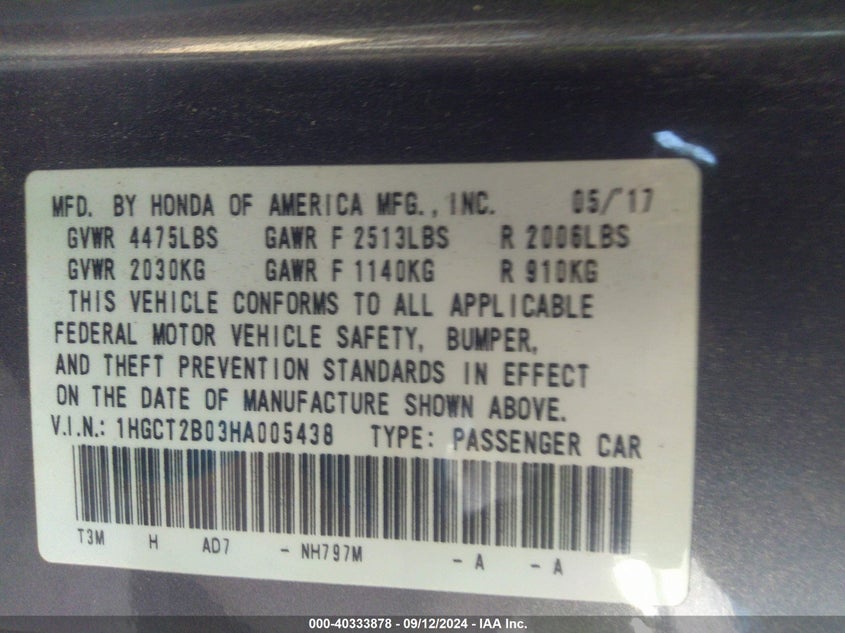 MFD. BY HONDA OF AMERICA MFG., INC. 05/'17
GVWR 4475LBS GAWR F 2513LBS R 2006LBS
GVWR 2030KG GAWR F 1140KG R 910KG
THIS VEHICLE CONFORMS TO ALL APPLICABLE
FEDERAL MOTOR VEHICLE SAFETY, BUMPER,
AND THEFT PREVENTION STANDARDS IN EFFECT
ON THE DATE OF MANUFACTURE SHOWN ABOVE.
V.I.N.: 1HGCT2B03HA005438 TYPE: PASSENGER CAR
T3M H AD7 - NH797M - A - A
000-40333878 - 09/12/2024 - IAA Inc.